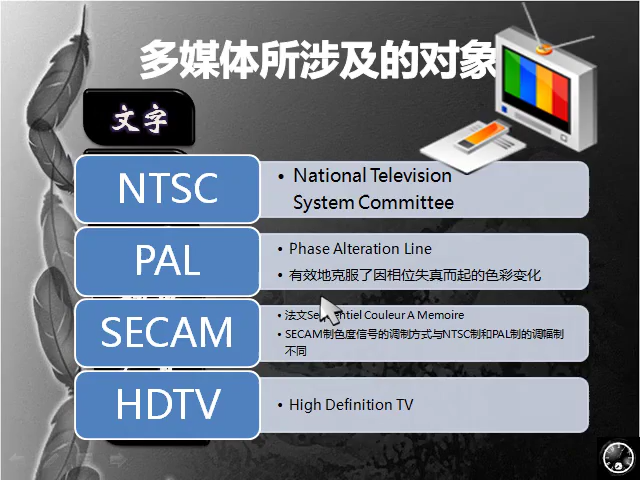 多媒体所涉及的对象
文字
NTSC
• National Television
System Committee
PAL
• Phase Alteration Line
• 有效地克服了因相位失真而起的色彩变化
SECAM
• 法文Se entiel Couleur A Memoire
• SECAM制色度信号的调制方式与NTSC制和PAL制的调幅制
不同
HDTV
• High Definition TV